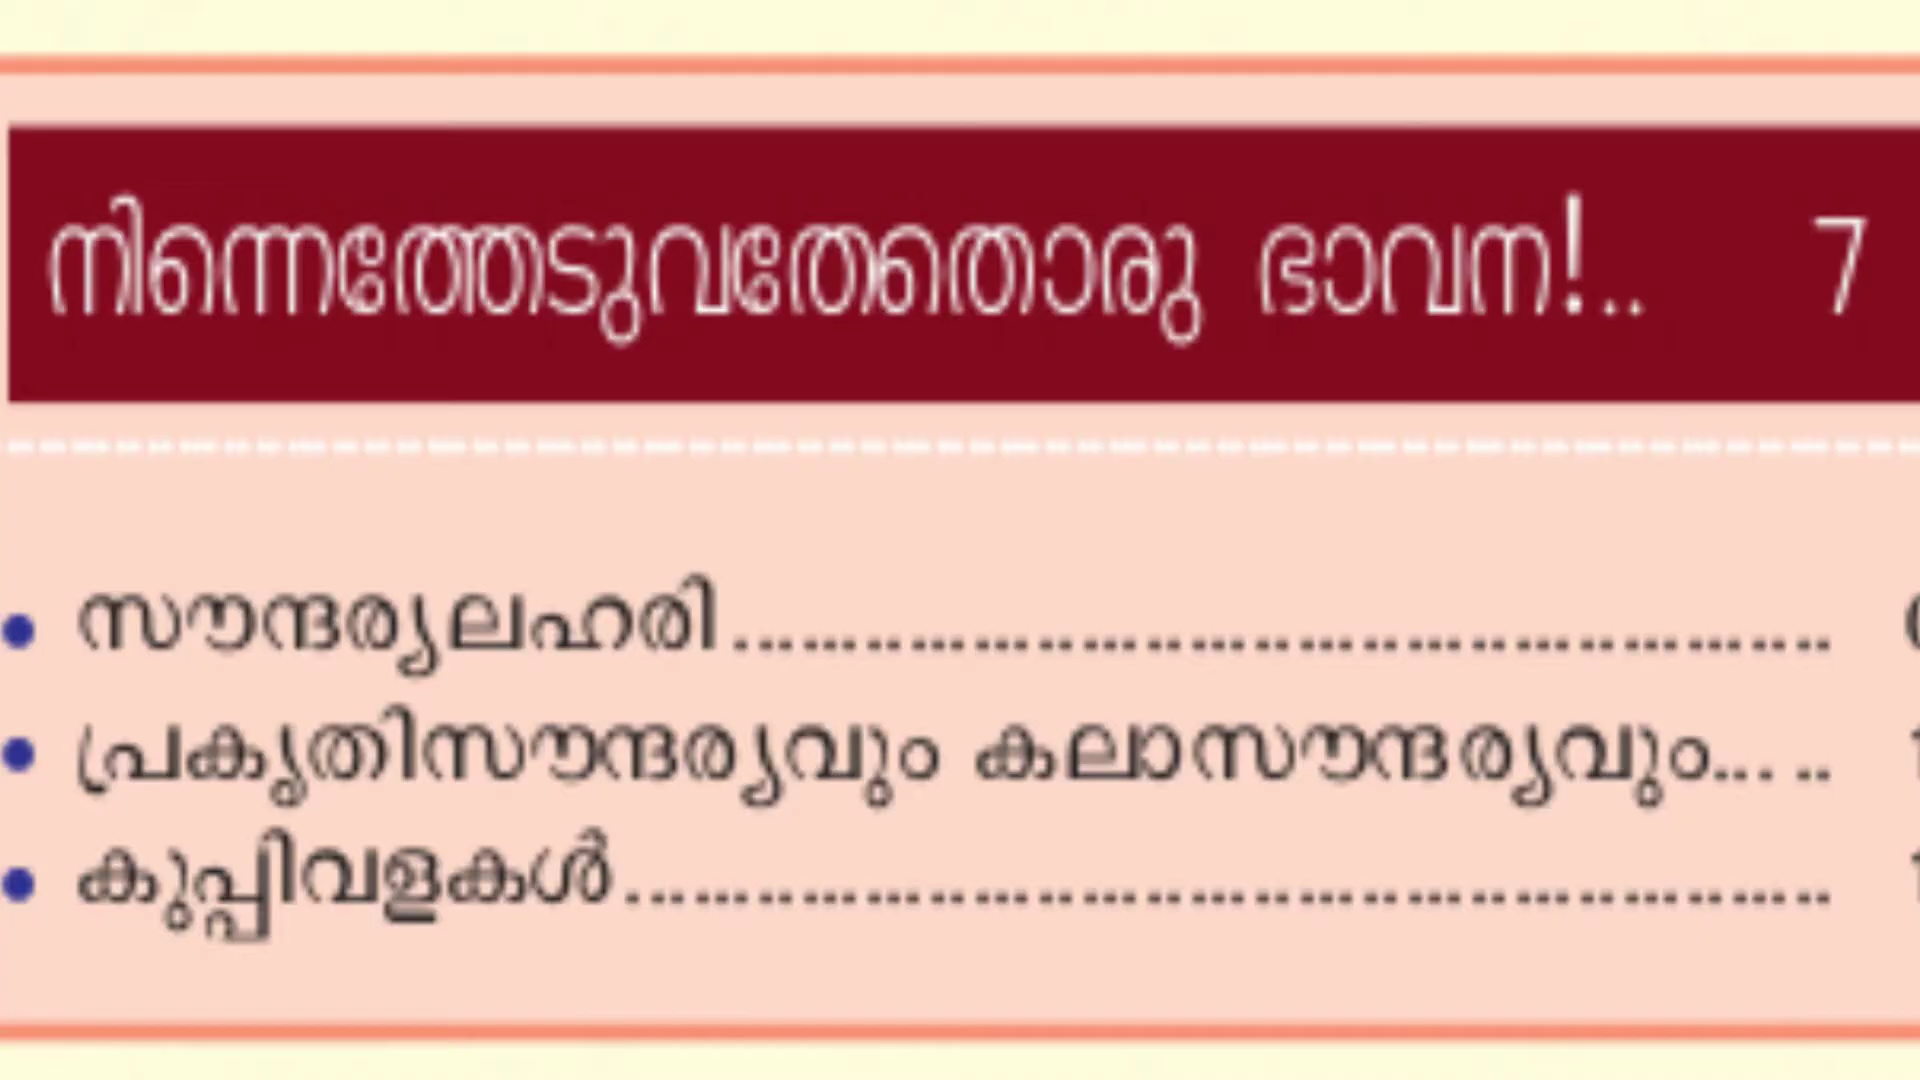 നിന്നെത്തേടുവതേതൊരു ഭാവന!.. 7
• സൗന്ദര്യലഹരി................................................
• പ്രകൃതിസൗന്ദര്യവും കലാസൗന്ദര്യവും... ..
• കുപ്പിവളകൾ.....................................................